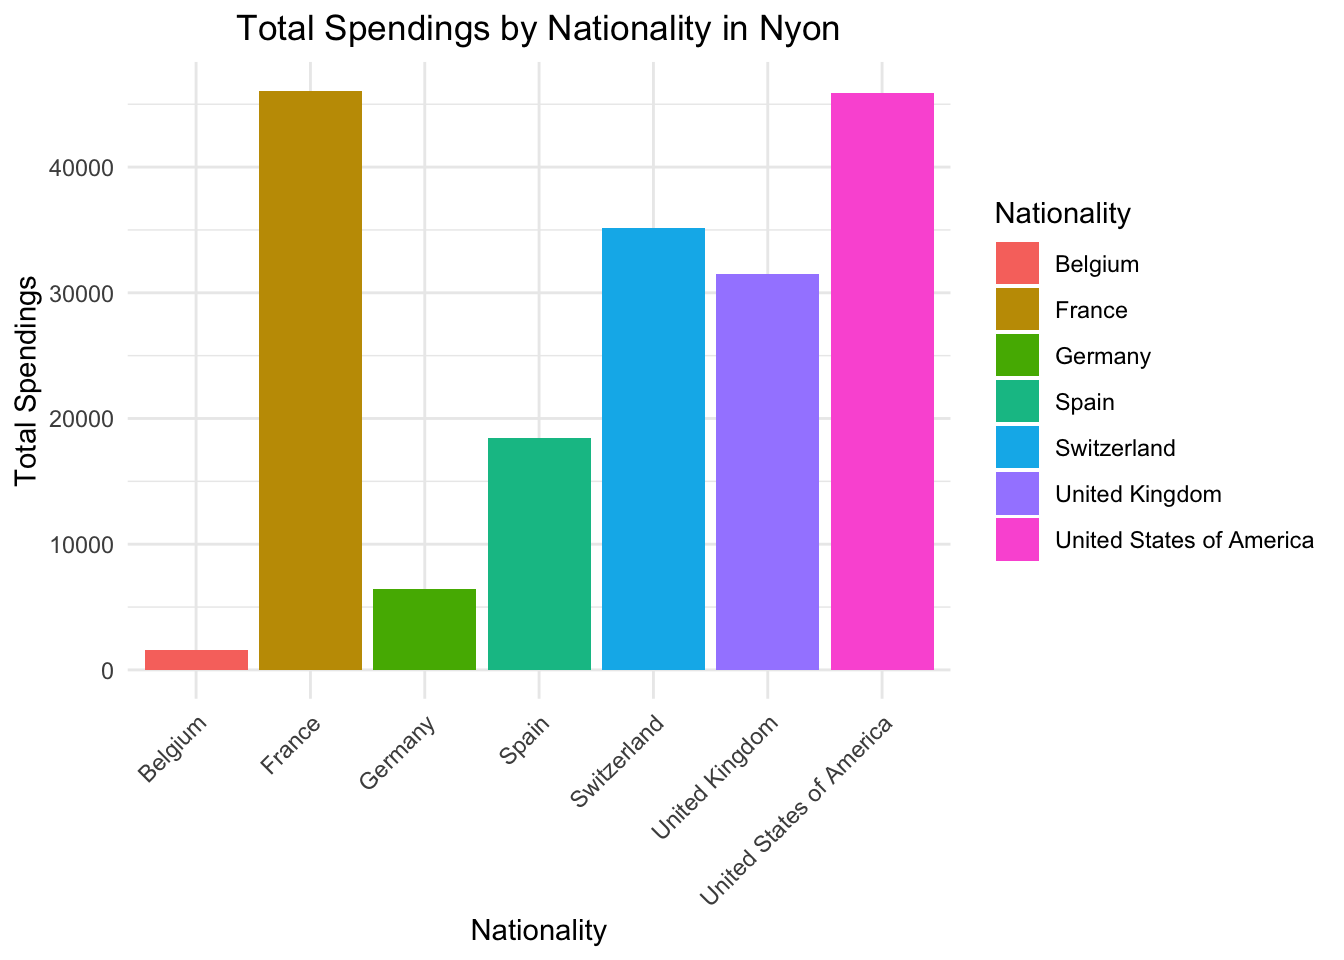 Total Spendings by Nationality in Nyon
Total Spendings
40000
30000
20000
10000
0
Belgium
France
Germany
Spain
Switzerland
United Kingdom
United States of America
Nationality
Nationality
Belgium
France
Germany
Spain
Switzerland
United Kingdom
United States of America